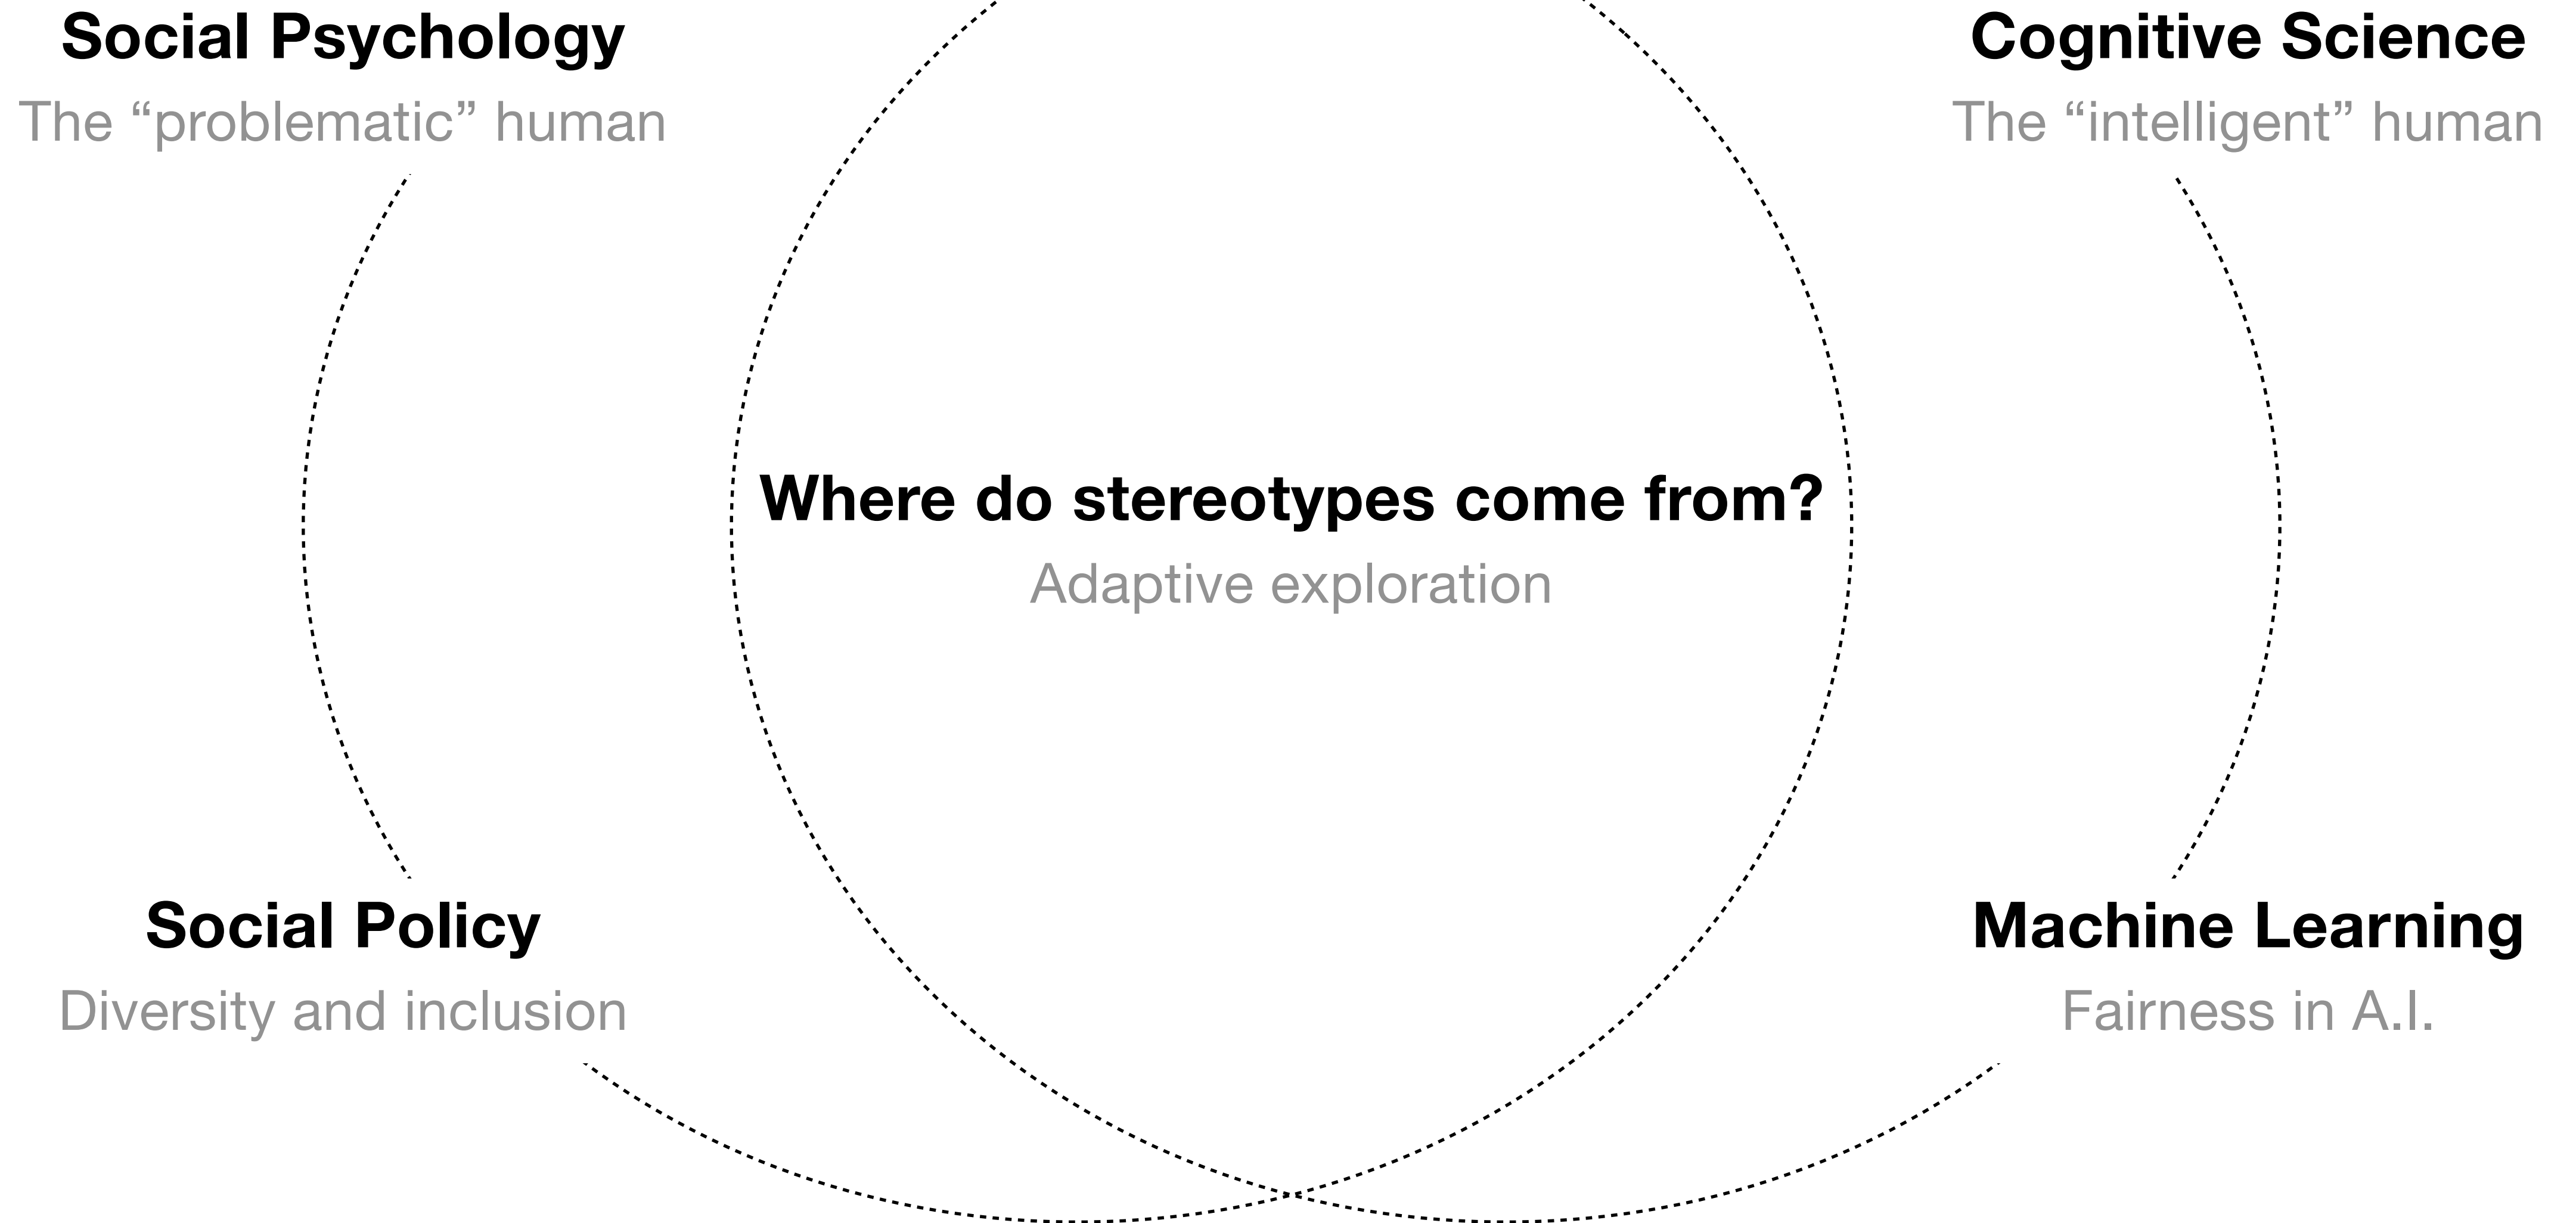 Social Psychology
The “problematic” human
Cognitive Science
The “intelligent” human
Where do stereotypes come from?
Adaptive exploration
Social Policy
Diversity and inclusion
Machine Learning
Fairness in A.I.